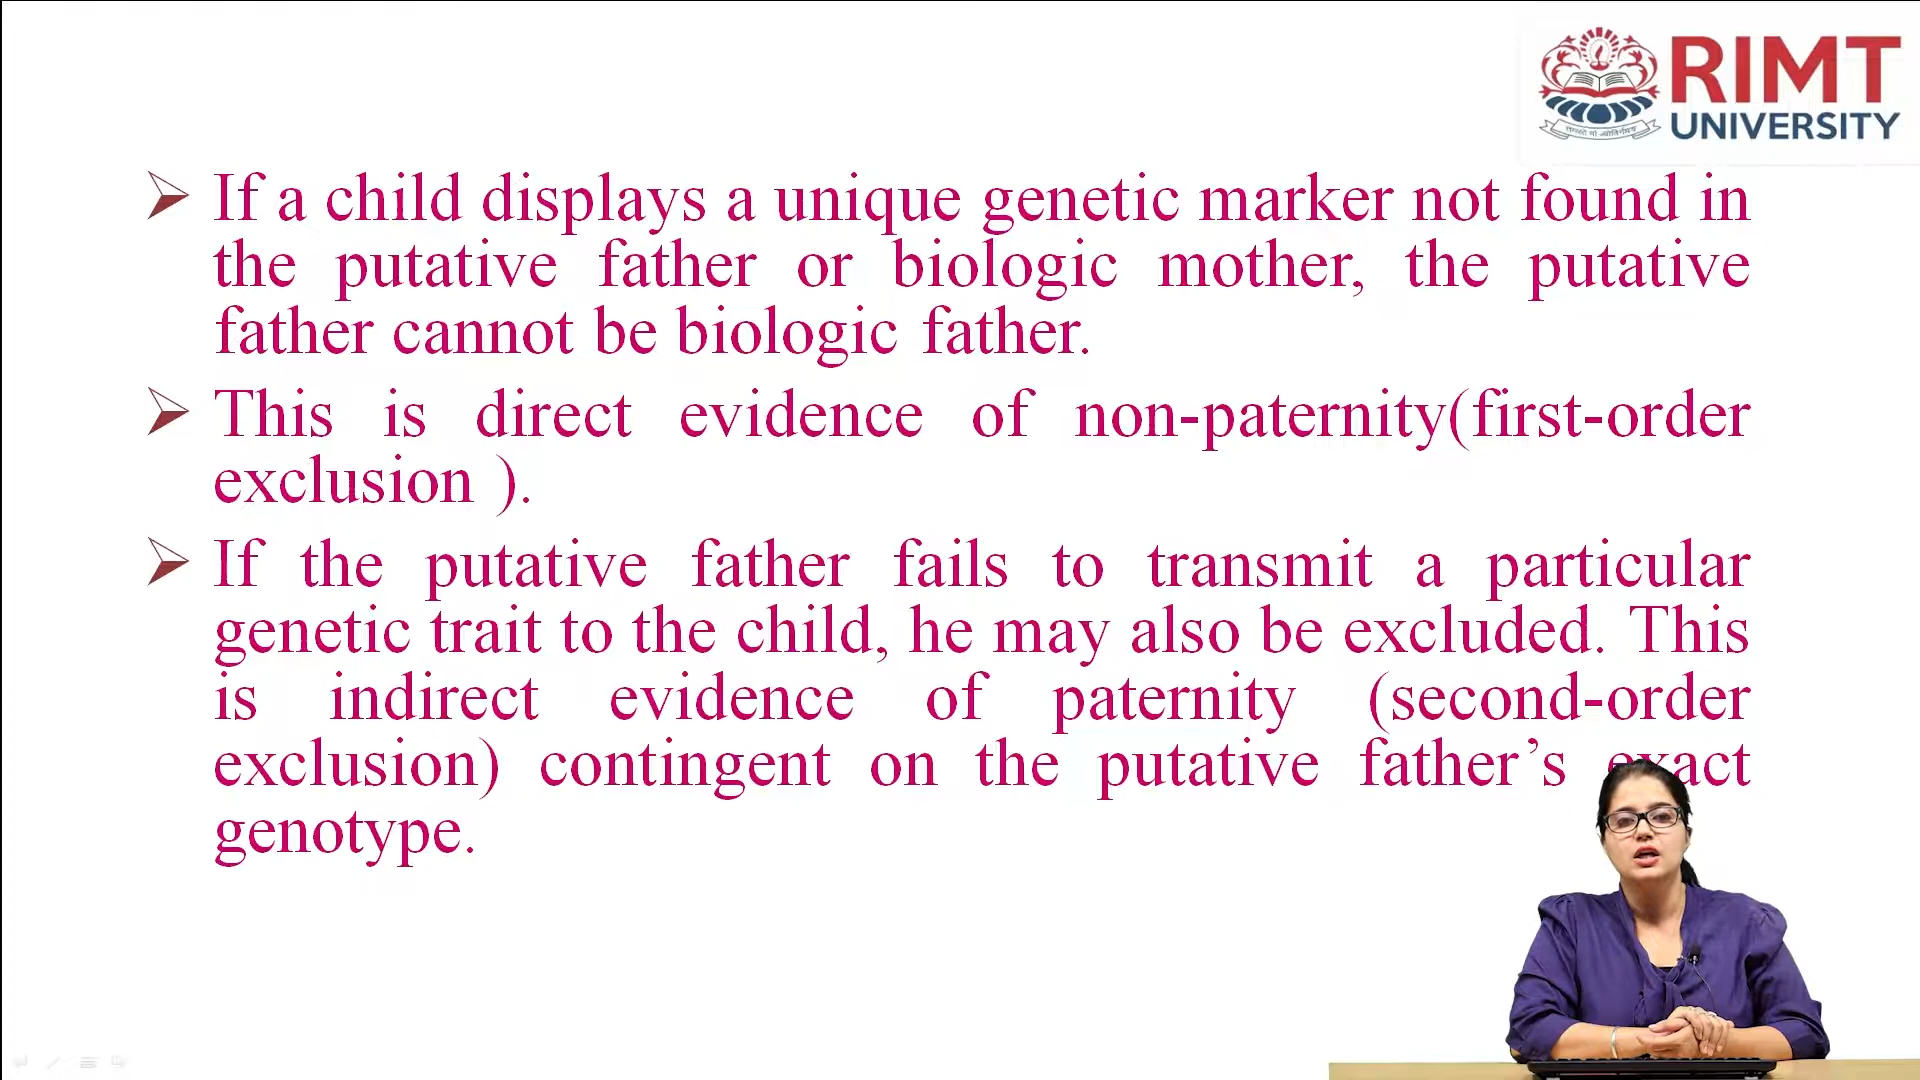 RIMT
UNIVERSITY
If a child displays a unique genetic marker not found in
the putative father or biologic mother, the putative
father cannot be biologic father.
This is direct evidence of non-paternity(first-order
exclusion ).
If the putative father fails to transmit a particular
genetic trait to the child, he may also be excluded. This
is indirect evidence of paternity (second-order
exclusion) contingent on the putative father’s exact
genotype.